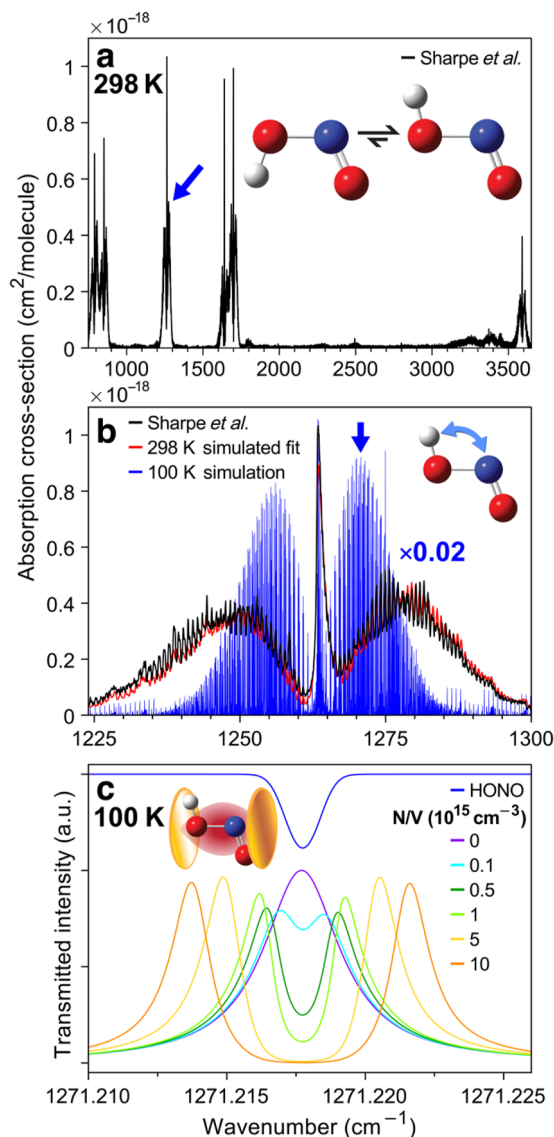 × 10⁻¹⁸
a
298 K
Sharpe et al.
1.0
0.8
0.6
0.4
0.2
0
1000 1500 2000 2500 3000 3500
Absorption cross-section (cm²/molecule)
× 10⁻¹⁸
b
Sharpe et al.
298 K simulated fit
100 K simulation
×0.02
1.0
0.8
0.6
0.4
0.2
0
1225 1250 1275 1300
c
100 K
HONO
N/V (10¹⁵ cm⁻³)
0
0.1
0.5
1
5
10
Transmitted intensity (a.u.)
1271.210 1271.215 1271.220 1271.225
Wavenumber (cm⁻¹)